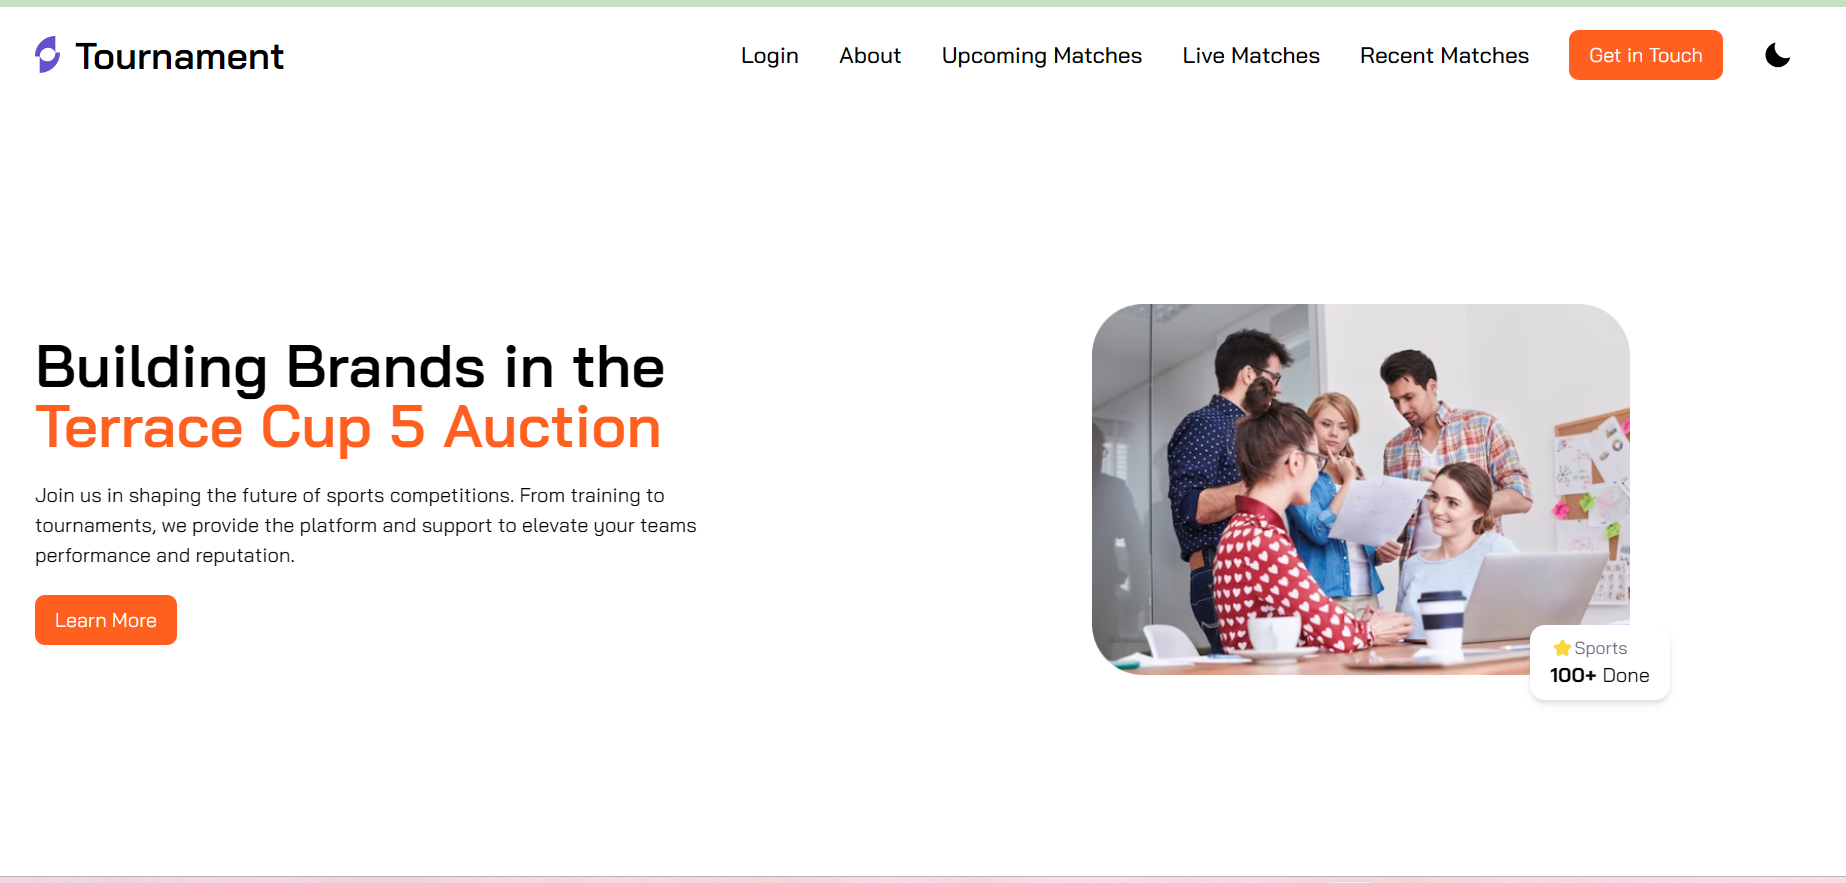 Tournament
Login
About
Upcoming Matches
Live Matches
Recent Matches
Get in Touch
Building Brands in the
Terrace Cup 5 Auction
Join us in shaping the future of sports competitions. From training to
tournaments, we provide the platform and support to elevate your teams
performance and reputation.
Learn More
Sports
100+ Done